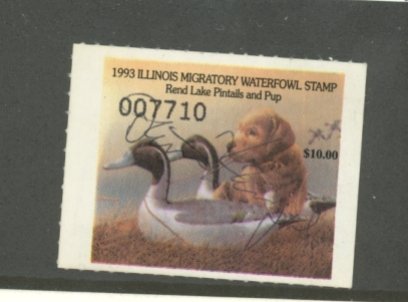 1993 ILLINOIS MIGRATORY WATERFOWL STAMP
Rend Lake Pintails and Pup
007710
$10.00